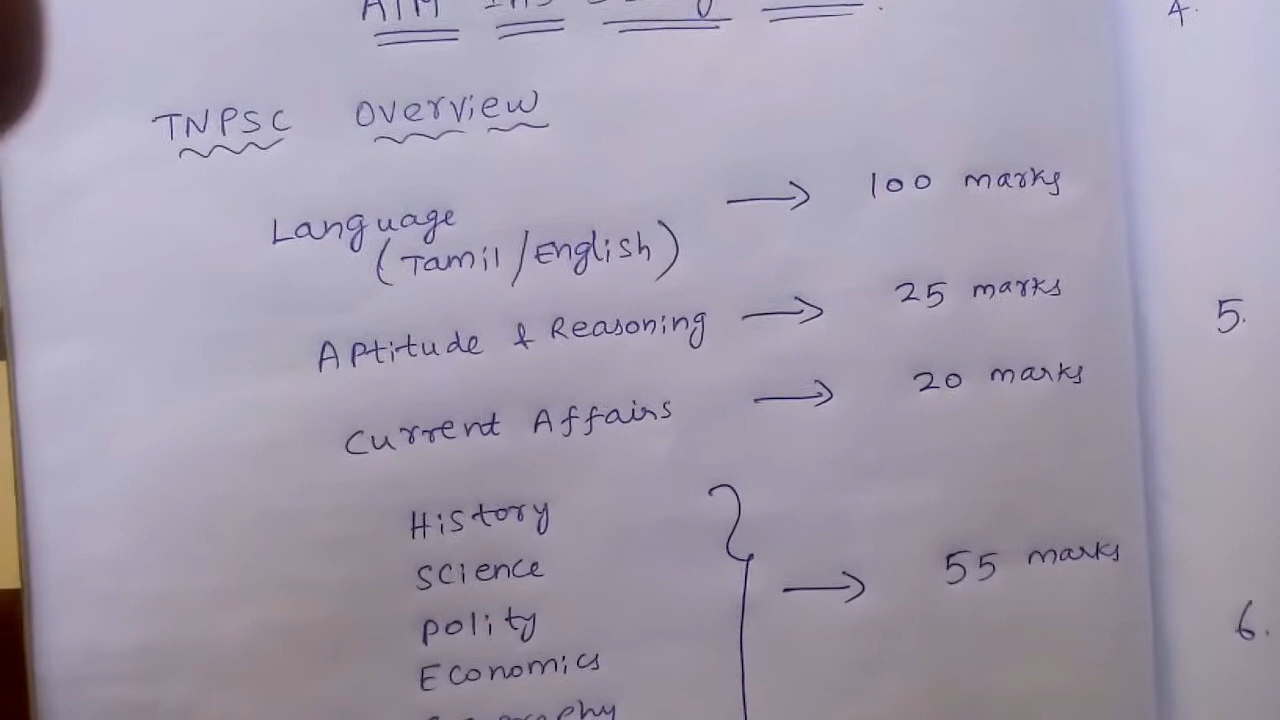 TNPSC Overview
Language → 100 marks
(Tamil/English)
Aptitude & Reasoning → 25 marks
Current Affairs → 20 marks
History
Science
polity → 55 marks
Economics
4.
5.
6.